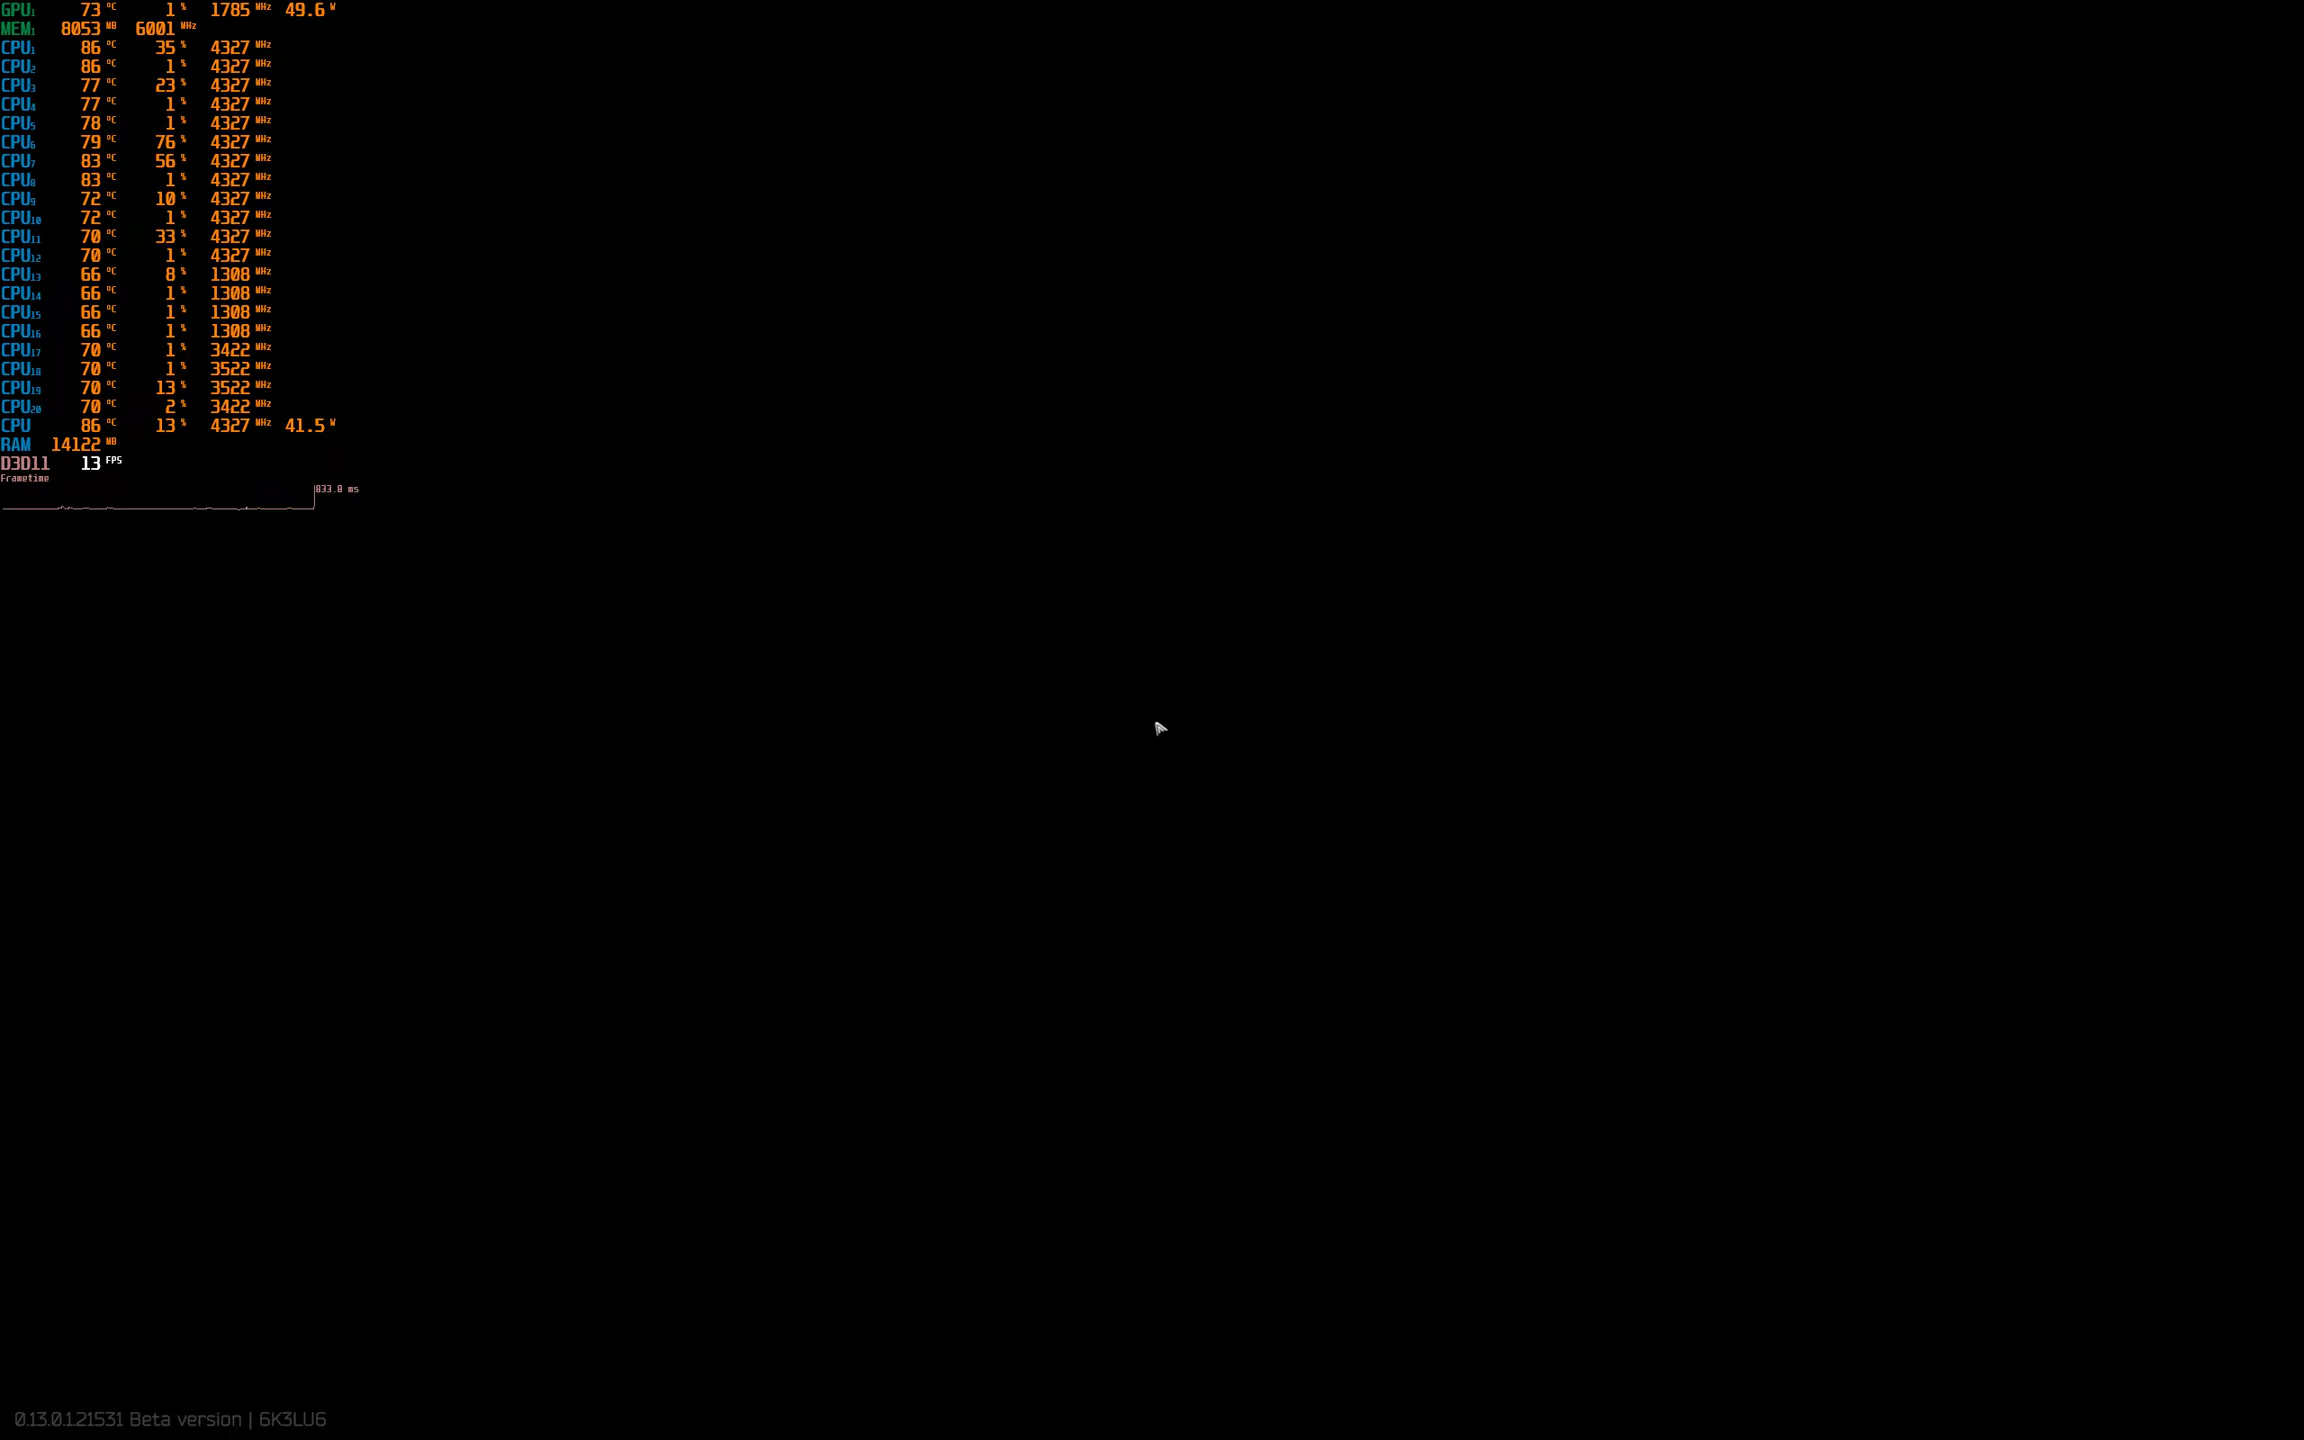 GPU1 73 °C 1 % 1785 MHz 49.6 W
MEM1 8053 MB 6001 MHz
CPU1 86 °C 35 % 4327 MHz
CPU2 86 °C 1 % 4327 MHz
CPU3 77 °C 23 % 4327 MHz
CPU4 77 °C 1 % 4327 MHz
CPU5 78 °C 1 % 4327 MHz
CPU6 79 °C 76 % 4327 MHz
CPU7 83 °C 56 % 4327 MHz
CPU8 83 °C 1 % 4327 MHz
CPU9 72 °C 10 % 4327 MHz
CPU10 72 °C 1 % 4327 MHz
CPU11 70 °C 33 % 4327 MHz
CPU12 70 °C 1 % 4327 MHz
CPU13 66 °C 8 % 1308 MHz
CPU14 66 °C 1 % 1308 MHz
CPU15 66 °C 1 % 1308 MHz
CPU16 66 °C 1 % 1308 MHz
CPU17 70 °C 1 % 3422 MHz
CPU18 70 °C 1 % 3522 MHz
CPU19 70 °C 13 % 3522 MHz
CPU20 70 °C 2 % 3422 MHz
CPU 86 °C 13 % 4327 MHz 41.5 W
RAM 14122 MB
D3D11 13 FPS
Frametime
833.8 ms
0.13.0.1.21531 Beta version | 6K3LU6